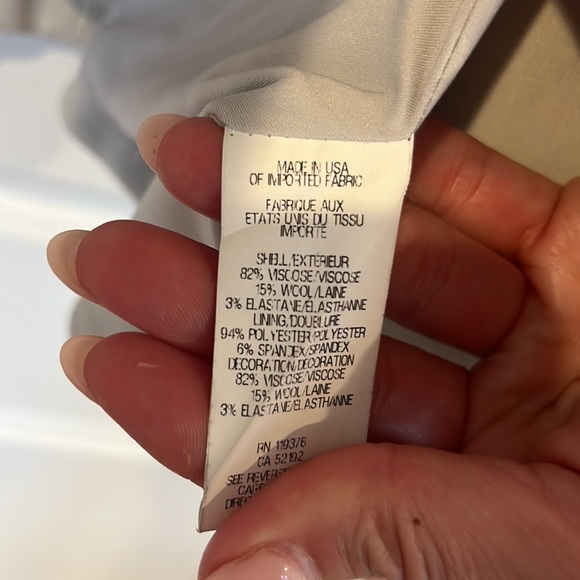 MADE IN USA
OF IMPORTED FABRIC
FABRIQUE AUX
ETATS UNIS DU TISSU
IMPORTE
SHELL/EXTERIEUR
82% VISCOSE/VISCOSE
15% WOOL/LAINE
3% ELASTANE/ELASTHANNE
LINING/DOUBLURE
94% POLYESTER/POLYESTER
6% SPANDEX/SPANDEX
DECORATION/DECORATION
82% VISCOSE/VISCOSE
15% WOOL/LAINE
3% ELASTANE/ELASTHANNE
RN 119376
CA 52192
SEE REVERS